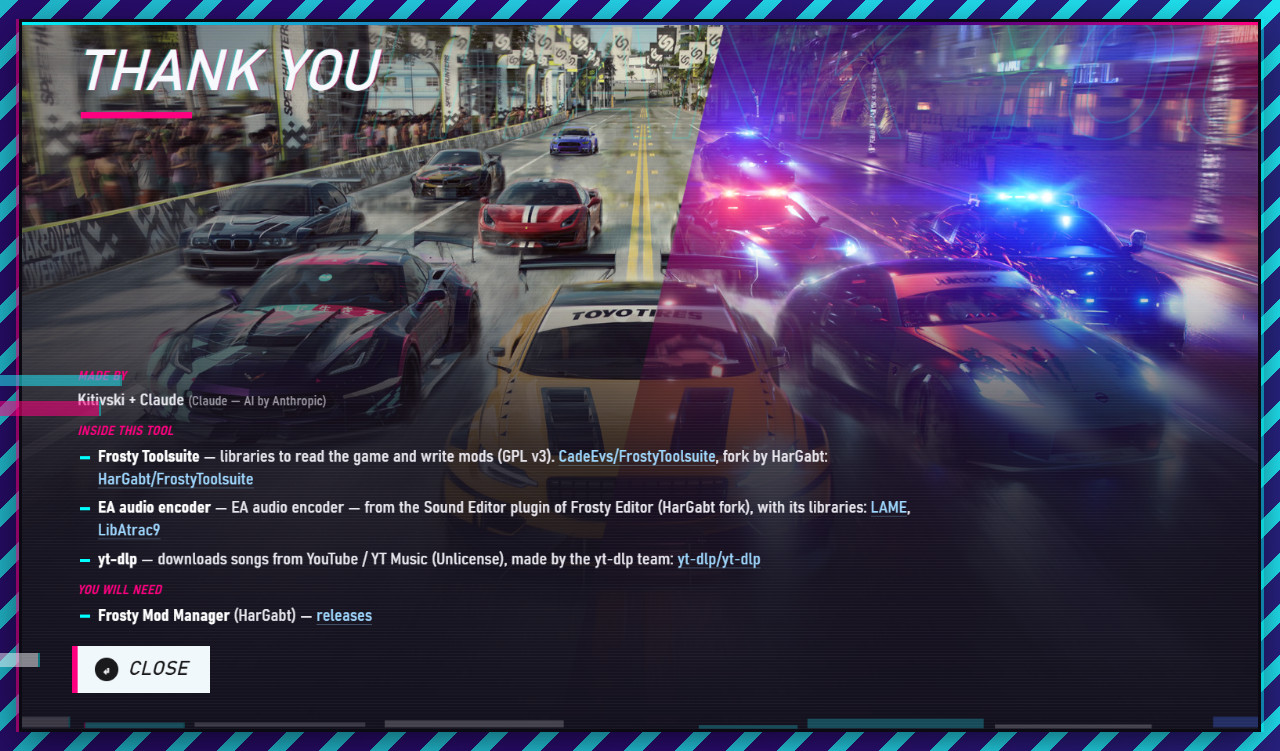 THANK YOU
TOYO TIRES
MADE BY
Kitivski + Claude (Claude — AI by Anthropic)
INSIDE THIS TOOL
Frosty Toolsuite — libraries to read the game and write mods (GPL v3). CadeEvs/FrostyToolsuite, fork by HarGabt:
HarGabt/FrostyToolsuite
EA audio encoder — EA audio encoder — from the Sound Editor plugin of Frosty Editor (HarGabt fork), with its libraries: LAME,
LibAtrac9
yt-dlp — downloads songs from YouTube / YT Music (Unlicense), made by the yt-dlp team: yt-dlp/yt-dlp
YOU WILL NEED
Frosty Mod Manager (HarGabt) — releases
CLOSE